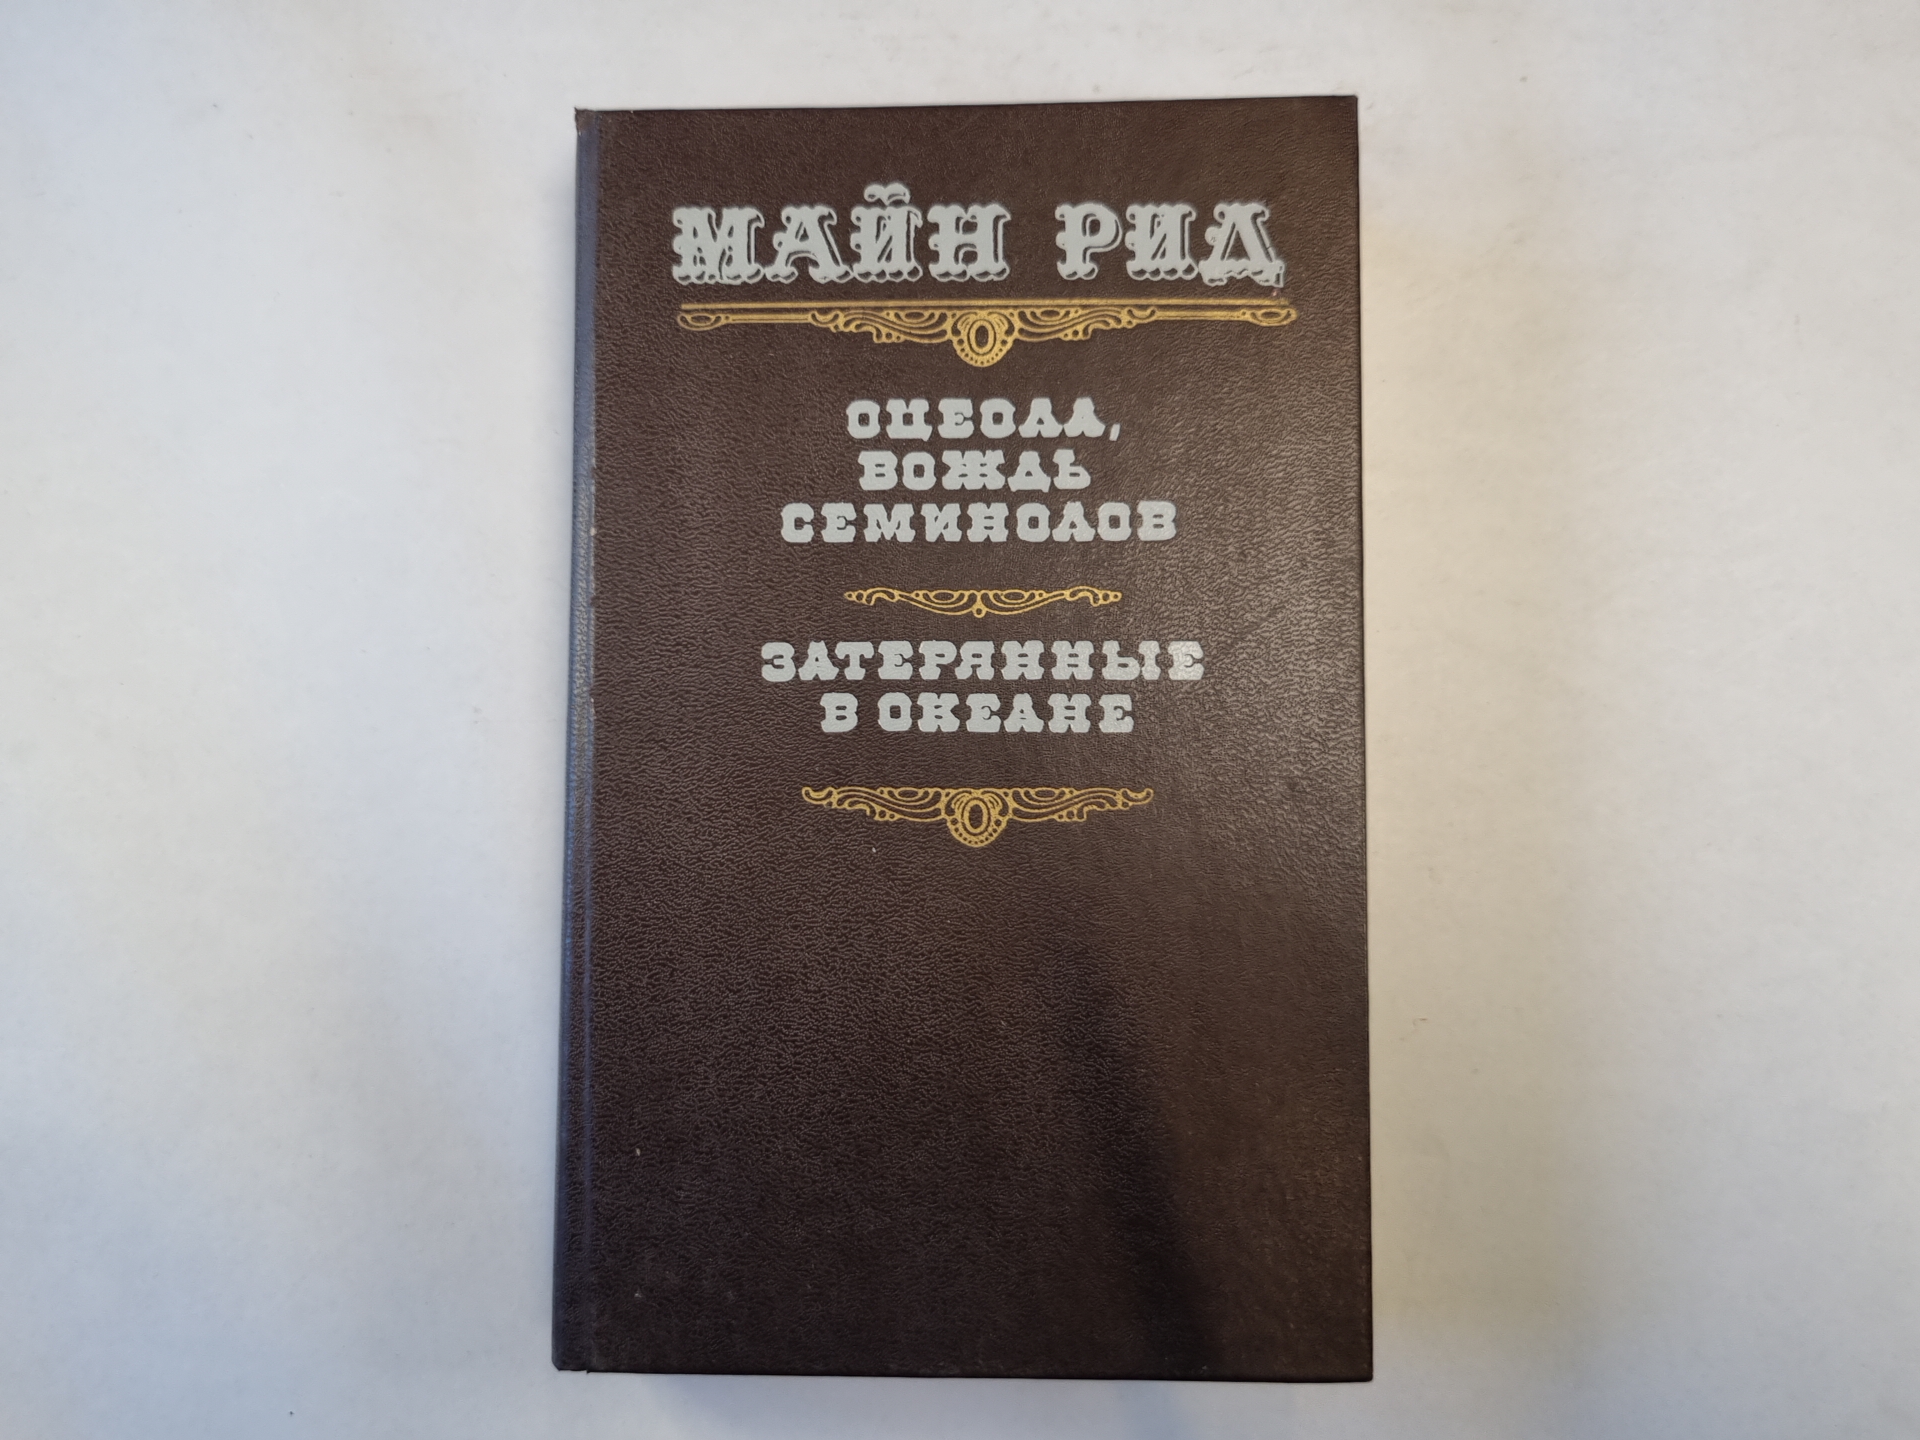 МАЙН РИД
ОЦЕОЛА,
ВОЖДЬ
СЕМИНОЛОВ
ЗАТЕРЯННЫЕ
В ОКЕАНЕ